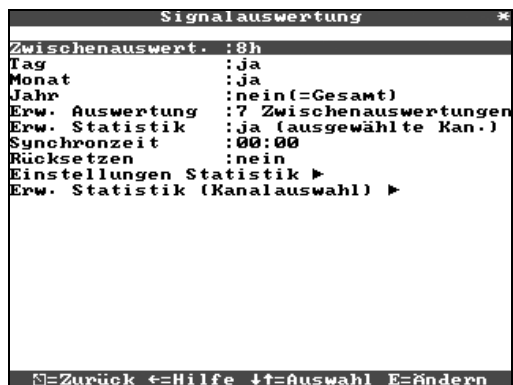 Signalauswertung *
Zwischenauswert. :8h
Tag :ja
Monat :ja
Jahr :nein(=Gesamt)
Erw. Auswertung :7 Zwischenauswertungen
Erw. Statistik :ja (ausgewählte Kan.)
Synchronzeit :00:00
Rücksetzen :nein
Einstellungen Statistik ►
Erw. Statistik (Kanalauswahl) ►
⇱=Zurück ←=Hilfe ↓↑=Auswahl E=Ändern